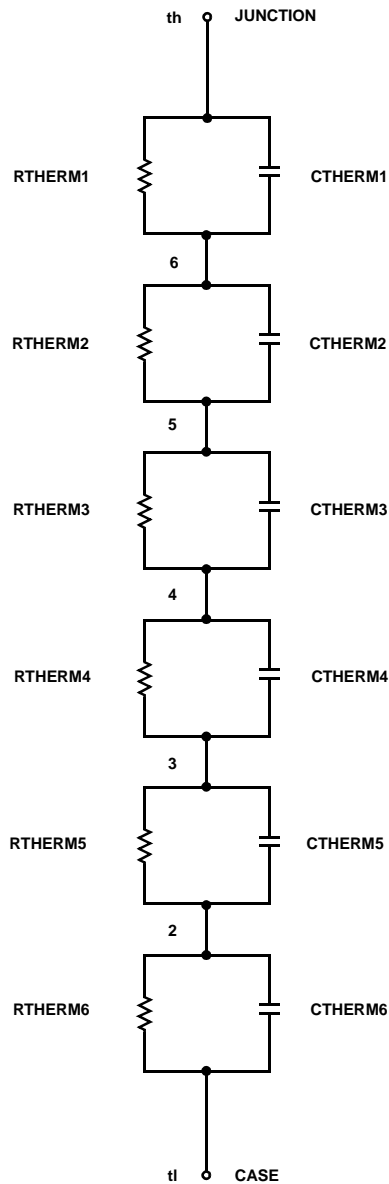 th JUNCTION
RTHERM1 CTHERM1
6
RTHERM2 CTHERM2
5
RTHERM3 CTHERM3
4
RTHERM4 CTHERM4
3
RTHERM5 CTHERM5
2
RTHERM6 CTHERM6
tl CASE